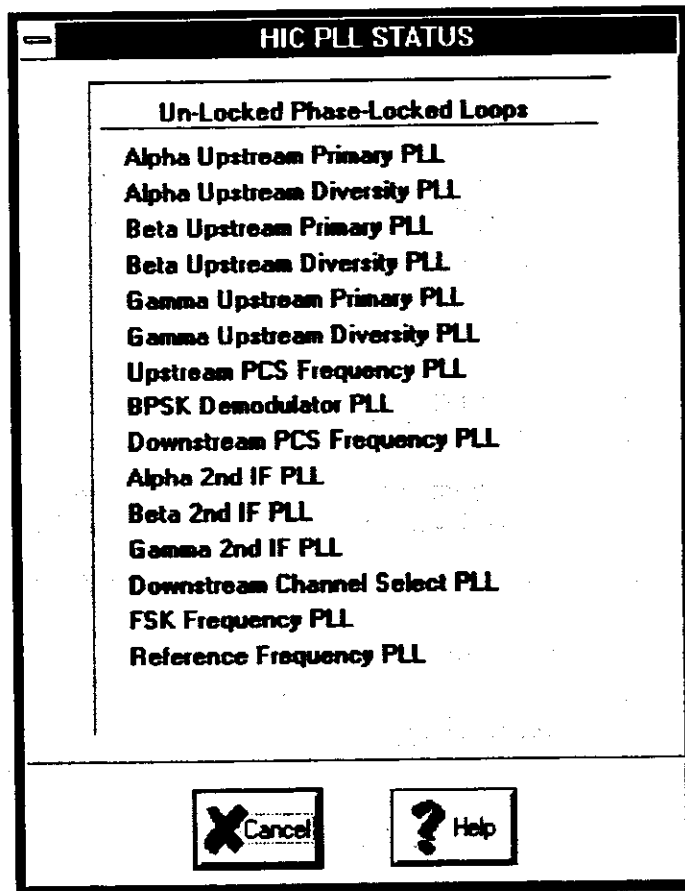 HIC PLL STATUS
Un-Locked Phase-Locked Loops
Alpha Upstream Primary PLL
Alpha Upstream Diversity PLL
Beta Upstream Primary PLL
Beta Upstream Diversity PLL
Gamma Upstream Primary PLL
Gamma Upstream Diversity PLL
Upstream PCS Frequency PLL
BPSK Demodulator PLL
Downstream PCS Frequency PLL
Alpha 2nd IF PLL
Beta 2nd IF PLL
Gamma 2nd IF PLL
Downstream Channel Select PLL
FSK Frequency PLL
Reference Frequency PLL
Cancel
Help